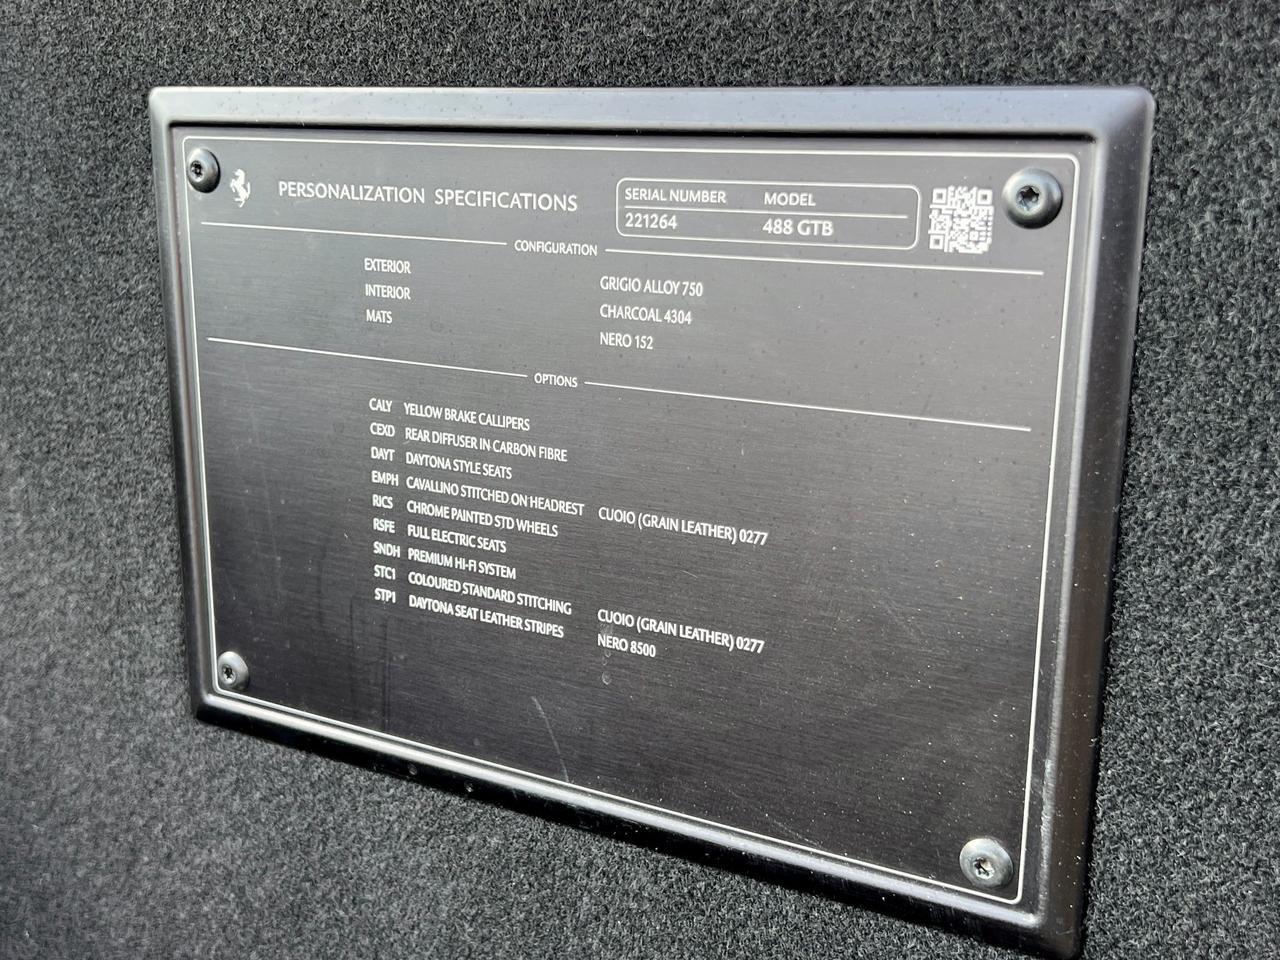 PERSONALIZATION SPECIFICATIONS
SERIAL NUMBER MODEL
221264 488 GTB
CONFIGURATION
EXTERIOR GRIGIO ALLOY 750
INTERIOR CHARCOAL 4304
MATS NERO 152
OPTIONS
CALY YELLOW BRAKE CALLIPERS
CEXD REAR DIFFUSER IN CARBON FIBRE
DAYT DAYTONA STYLE SEATS
EMPH CAVALLINO STITCHED ON HEADREST CUOIO (GRAIN LEATHER) 0277
RICS CHROME PAINTED STD WHEELS
RSFE FULL ELECTRIC SEATS
SNDH PREMIUM HI-FI SYSTEM
STC1 COLOURED STANDARD STITCHING CUOIO (GRAIN LEATHER) 0277
STP1 DAYTONA SEAT LEATHER STRIPES NERO 8500